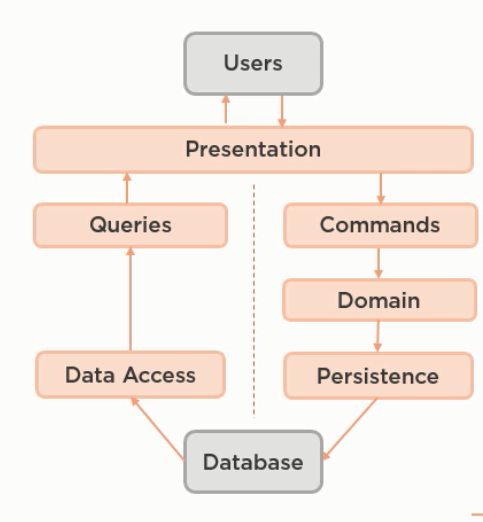 Users
Presentation
Queries
Commands
Domain
Data Access
Persistence
Database